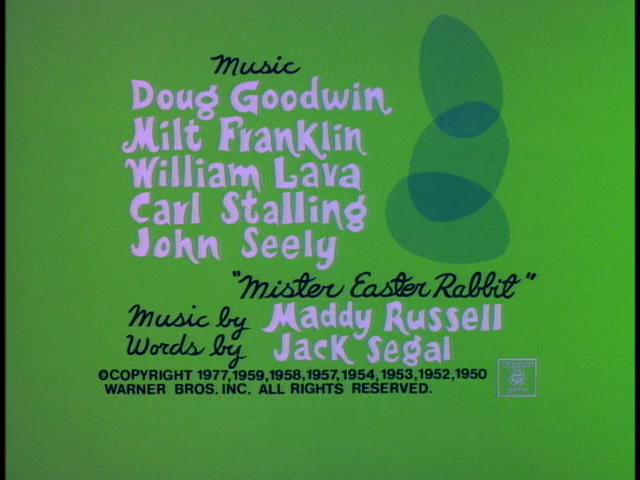 Music
Doug Goodwin
Milt Franklin
William Lava
Carl Stalling
John Seely
"Mister Easter Rabbit"
Music by Maddy Russell
Words by Jack Segal
©COPYRIGHT 1977,1959,1958,1957,1954,1953,1952,1950
WARNER BROS. INC. ALL RIGHTS RESERVED.